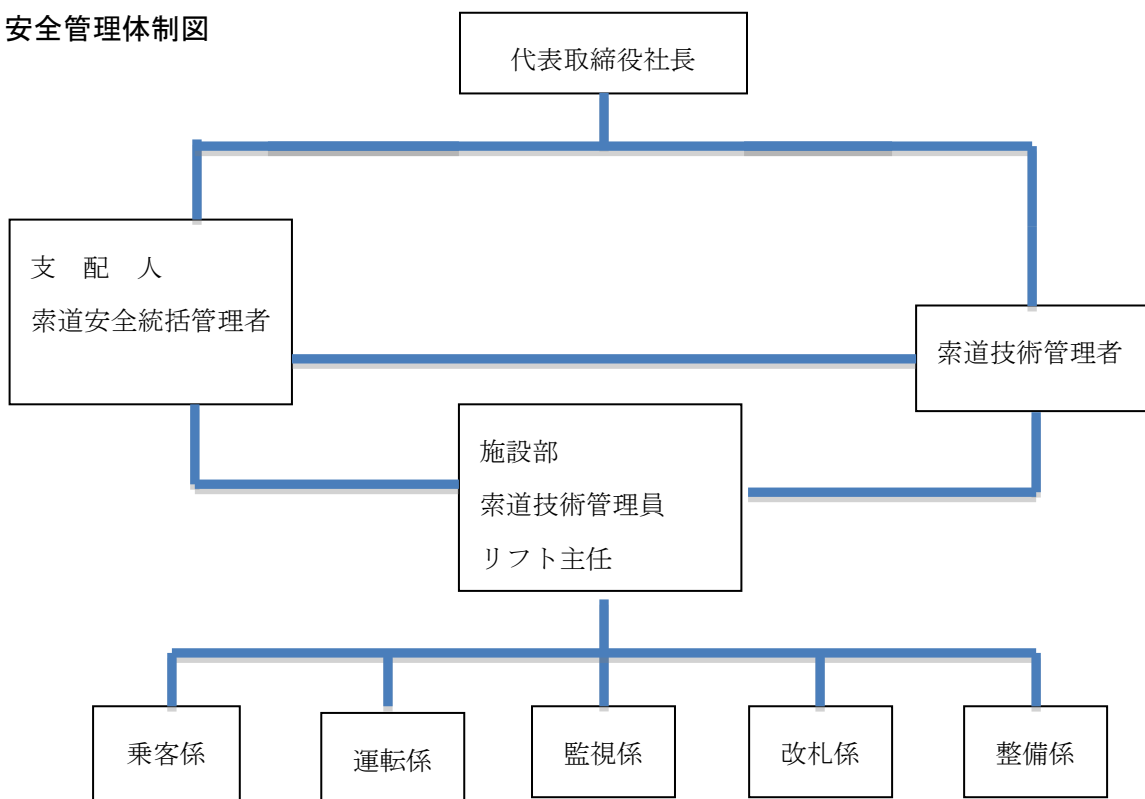 安全管理体制図
代表取締役社長
支　配　人
索道安全統括管理者
索道技術管理者
施設部
索道技術管理員
リフト主任
乗客係
運転係
監視係
改札係
整備係